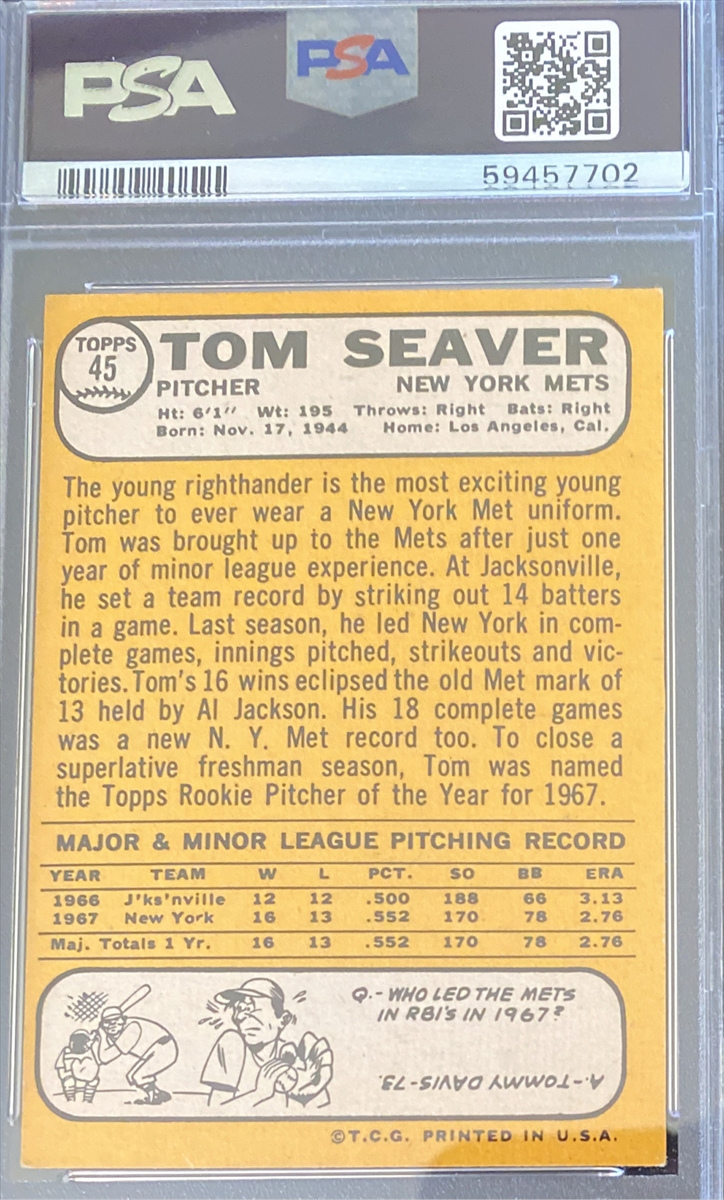 PSA PSA
59457702
TOPPS
45
TOM SEAVER
PITCHER NEW YORK METS
Ht: 6'1" Wt: 195 Throws: Right Bats: Right
Born: Nov. 17, 1944 Home: Los Angeles, Cal.
The young righthander is the most exciting young
pitcher to ever wear a New York Met uniform.
Tom was brought up to the Mets after just one
year of minor league experience. At Jacksonville,
he set a team record by striking out 14 batters
in a game. Last season, he led New York in com-
plete games, innings pitched, strikeouts and vic-
tories. Tom's 16 wins eclipsed the old Met mark of
13 held by Al Jackson. His 18 complete games
was a new N. Y. Met record too. To close a
superlative freshman season, Tom was named
the Topps Rookie Pitcher of the Year for 1967.
MAJOR & MINOR LEAGUE PITCHING RECORD
YEAR TEAM W L PCT. SO BB ERA
1966 J'ks'nville 12 12 .500 188 66 3.13
1967 New York 16 13 .552 170 78 2.76
Maj. Totals 1 Yr. 16 13 .552 170 78 2.76
Q.- WHO LED THE METS
IN RBI'S IN 1967?
A.- TOMMY DAVIS-73.
©T.C.G. PRINTED IN U.S.A.